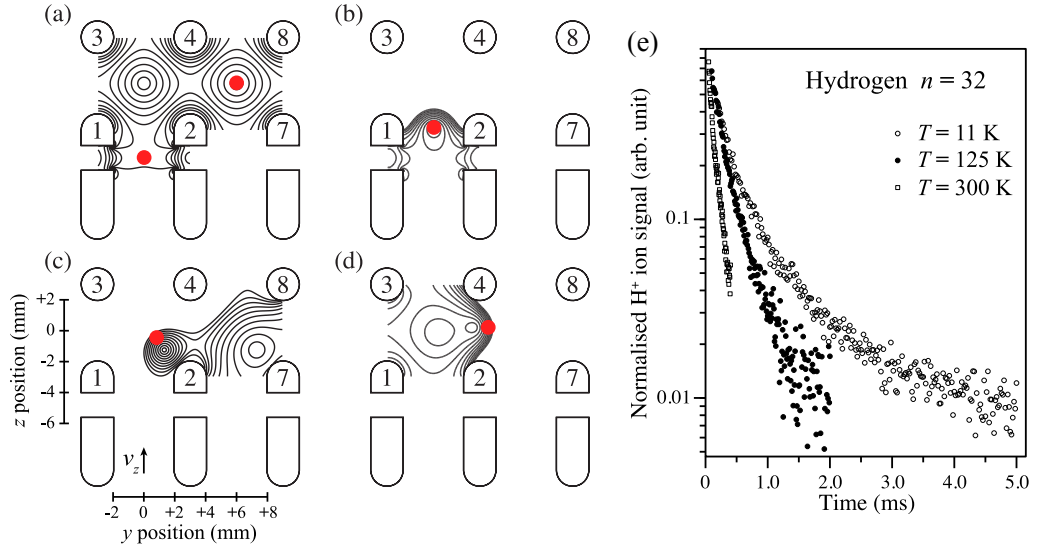 (a)
3
4
8
1
2
7
(b)
3
4
8
1
2
7
(c)
3
4
8
1
2
7
+2
0
-2
-4
-6
z position (mm)
v_z
-2 0 +2 +4 +6 +8
y position (mm)
(d)
3
4
8
1
2
7
(e)
Hydrogen n = 32
T = 11 K
T = 125 K
T = 300 K
Normalised H⁺ ion signal (arb. unit)
0.1
0.01
0 1.0 2.0 3.0 4.0 5.0
Time (ms)